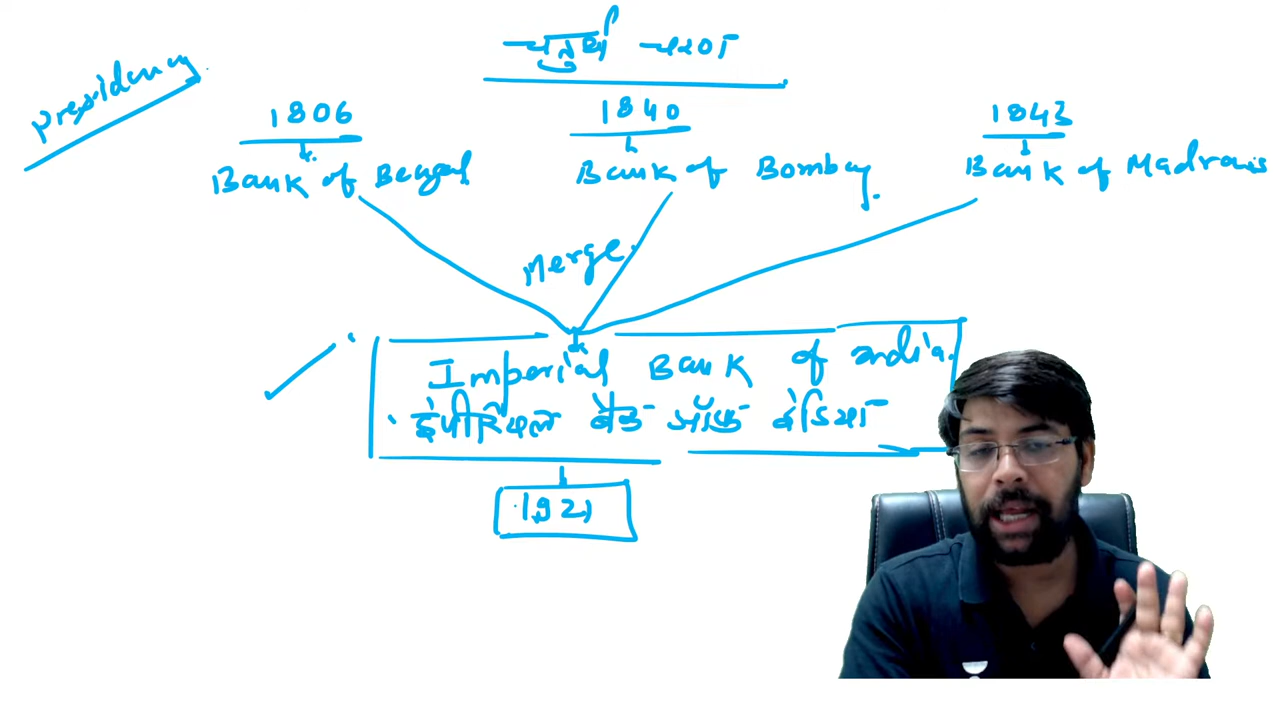 चतुर्थ चरण
presidency
1806 1840 1843
Bank of Bengal Bank of Bombay Bank of Madras
Merge
Imperial Bank of India
इंपीरियल बैंक ऑफ इंडिया
1921